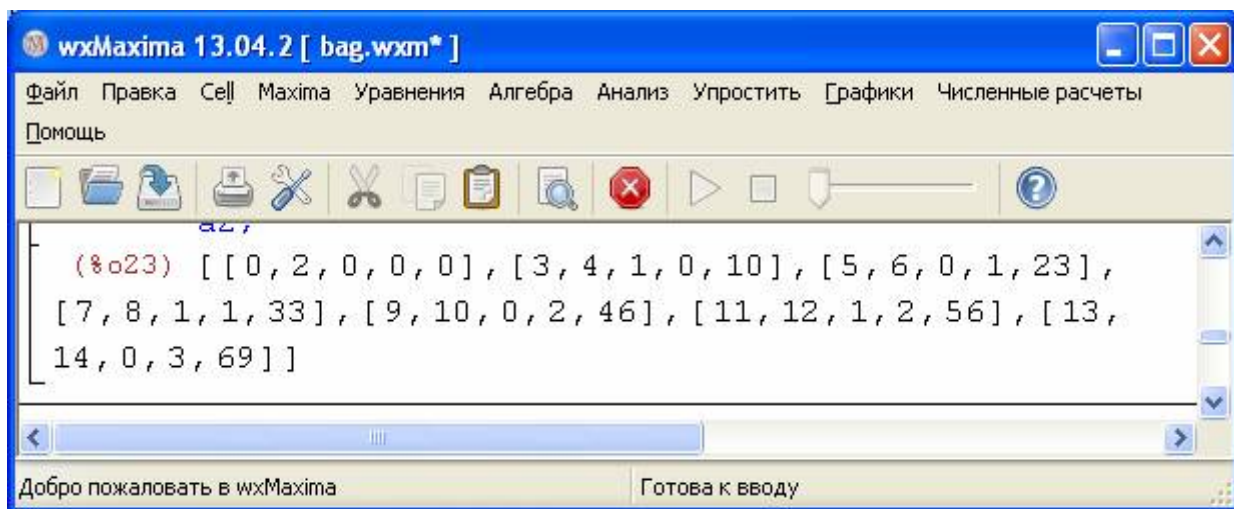 wxMaxima 13.04.2 [ bag.wxm* ]
Файл Правка Cell Maxima Уравнения Алгебра Анализ Упростить Графики Численные расчеты
Помощь
(%o23) [[0,2,0,0,0],[3,4,1,0,10],[5,6,0,1,23],
[7,8,1,1,33],[9,10,0,2,46],[11,12,1,2,56],[13,
14,0,3,69]]
Добро пожаловать в wxMaxima Готова к вводу